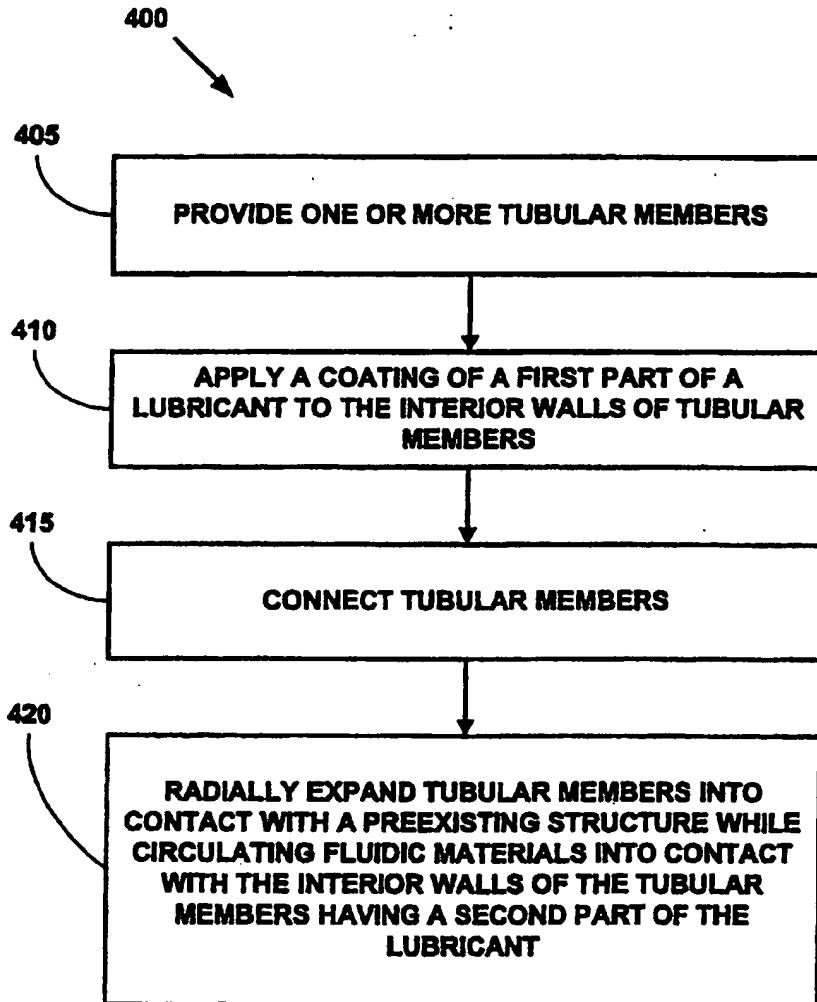 400
405
PROVIDE ONE OR MORE TUBULAR MEMBERS
410
APPLY A COATING OF A FIRST PART OF A
LUBRICANT TO THE INTERIOR WALLS OF TUBULAR
MEMBERS
415
CONNECT TUBULAR MEMBERS
420
RADIALLY EXPAND TUBULAR MEMBERS INTO
CONTACT WITH A PREEXISTING STRUCTURE WHILE
CIRCULATING FLUIDIC MATERIALS INTO CONTACT
WITH THE INTERIOR WALLS OF THE TUBULAR
MEMBERS HAVING A SECOND PART OF THE
LUBRICANT